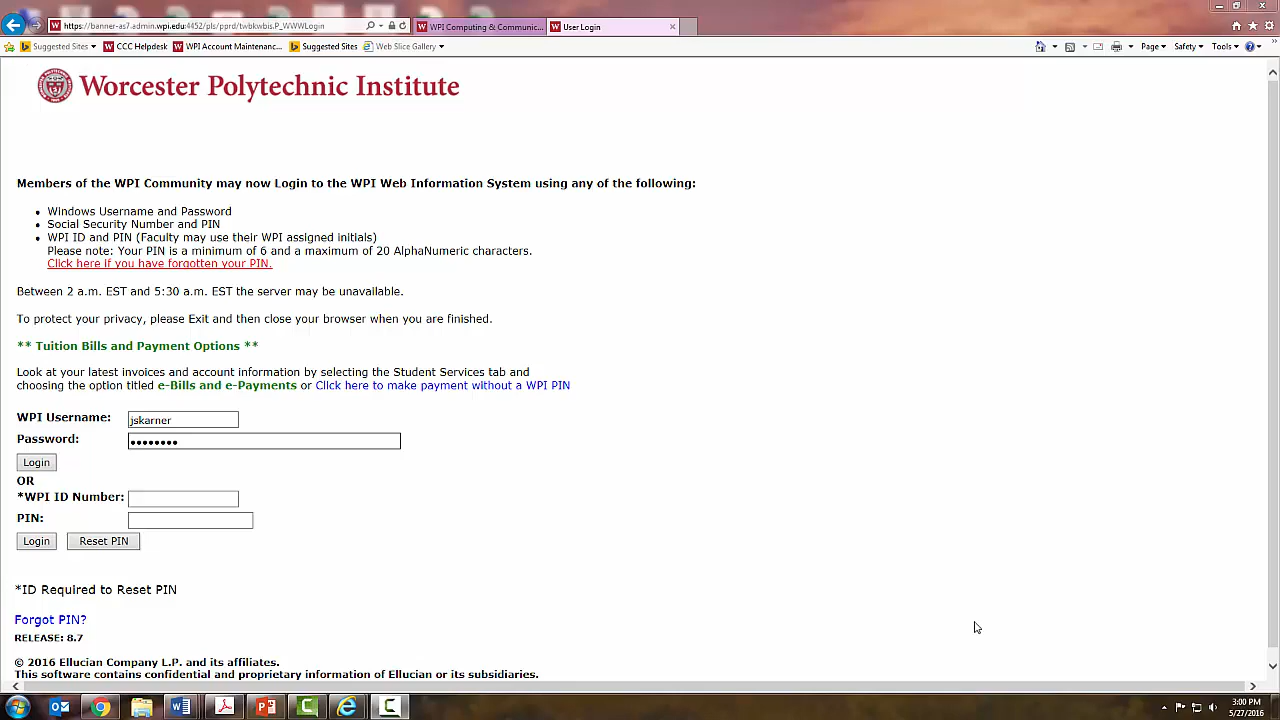 https://banner-as7.admin.wpi.edu:4452/pls/pprd/twbkwbis.P_WWWLogin
WPI Computing & Communic...
User Login
Suggested Sites
CCC Helpdesk
WPI Account Maintenanc...
Suggested Sites
Web Slice Gallery
Page
Safety
Tools
Worcester Polytechnic Institute
Members of the WPI Community may now Login to the WPI Web Information System using any of the following:
Windows Username and Password
Social Security Number and PIN
WPI ID and PIN (Faculty may use their WPI assigned initials)
Please note: Your PIN is a minimum of 6 and a maximum of 20 AlphaNumeric characters.
Click here if you have forgotten your PIN.
Between 2 a.m. EST and 5:30 a.m. EST the server may be unavailable.
To protect your privacy, please Exit and then close your browser when you are finished.
** Tuition Bills and Payment Options **
Look at your latest invoices and account information by selecting the Student Services tab and
choosing the option titled e-Bills and e-Payments or Click here to make payment without a WPI PIN
WPI Username: jskarner
Password: ••••••••
Login
OR
*WPI ID Number:
PIN:
Login Reset PIN
*ID Required to Reset PIN
Forgot PIN?
RELEASE: 8.7
© 2016 Ellucian Company L.P. and its affiliates.
This software contains confidential and proprietary information of Ellucian or its subsidiaries.
3:00 PM
5/27/2016